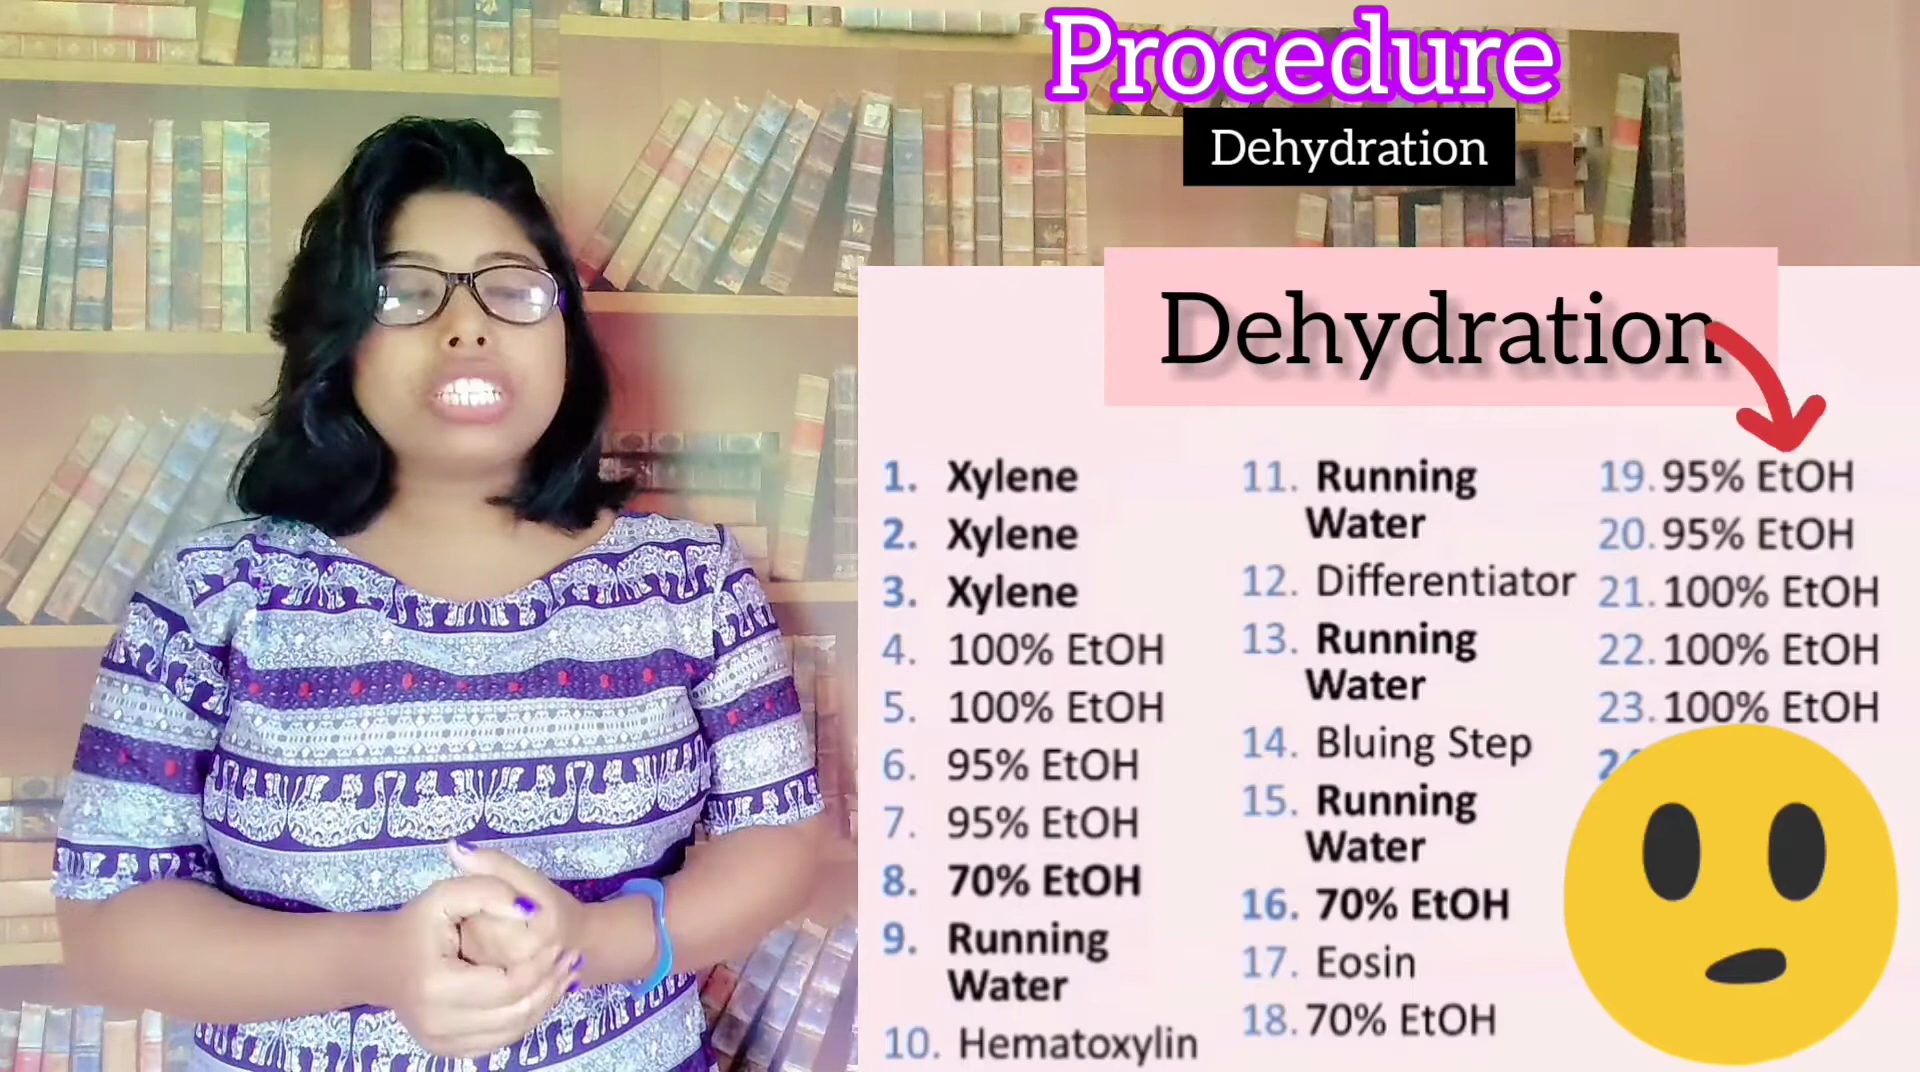 Procedure
Dehydration
Dehydration
1. Xylene
2. Xylene
3. Xylene
4. 100% EtOH
5. 100% EtOH
6. 95% EtOH
7. 95% EtOH
8. 70% EtOH
9. Running
Water
10. Hematoxylin
11. Running
Water
12. Differentiator
13. Running
Water
14. Bluing Step
15. Running
Water
16. 70% EtOH
17. Eosin
18. 70% EtOH
19. 95% EtOH
20. 95% EtOH
21. 100% EtOH
22. 100% EtOH
23. 100% EtOH